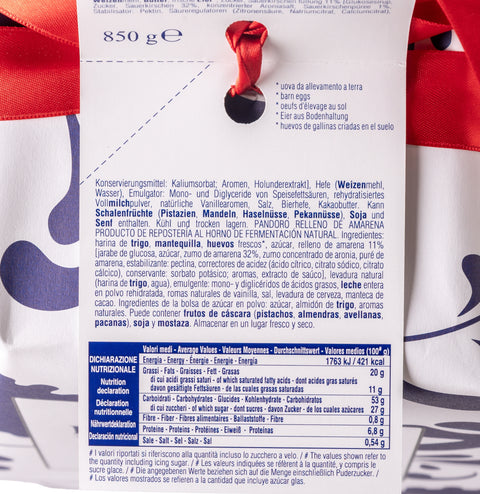 Weizenmehl, Butter,
Zucker, Sauerkirschen 32%, konzentrierter Aromasaft, Sauerkirschpüree 1%,
Stabilisator: Pektin, Säureregulatoren (Zitronensäure, Natriumcitrat, Calciumcitrat),
850 g ℮
* uova da allevamento a terra
* barn eggs
* oeufs d'élevage au sol
* Eier aus Bodenhaltung
* huevos de gallinas criadas en el suelo
Konservierungsmittel: Kaliumsorbat; Aromen, Holunderextrakt], Hefe (Weizenmehl,
Wasser), Emulgator: Mono- und Diglyceride von Speisefettsäuren, rehydratisiertes
Vollmilchpulver, natürliche Vanillearomen, Salz, Bierhefe, Kakaobutter. Kann
Schalenfrüchte (Pistazien, Mandeln, Haselnüsse, Pekannüsse), Soja und
Senf enthalten. Kühl und trocken lagern. PANDORO RELLENO DE AMARENA
PRODUCTO DE REPOSTERIA AL HORNO DE FERMENTACIÓN NATURAL. Ingredientes:
harina de trigo, mantequilla, huevos frescos*, azúcar, relleno de amarena 11%
[jarabe de glucosa, azúcar, zumo de amarena 32%, zumo concentrado de aronia, puré de
amarena, estabilizante: pectina, correctores de acidez (ácido cítrico, citrato sódico, citrato
cálcico), conservante: sorbato potásico; aromas, extracto de saúco], levadura natural
(harina de trigo, agua), emulgente: mono- y diglicéridos de ácidos grasos, leche entera
en polvo rehidratada, romas naturales de vainilla, sal, levadura de cerveza, manteca de
cacao. Ingredientes de la bolsa de azúcar en polvo: azúcar, almidón de trigo, aromas
naturales. Puede contener frutos de cáscara (pistachos, almendras, avellanas,
pacanas), soja y mostaza. Almacenar en un lugar fresco y seco.
DICHIARAZIONE NUTRIZIONALE
Nutrition declaration
Déclaration nutritionnelle
Nährwertdeklaration
Declaración nutricional
Valori medi - Average Values - Valeurs Moyennes - Durchschnittswert - Valores medios (100# g)
Energia - Energy - Énergie - Energie - Energía 1763 kJ / 421 kcal
Grassi - Fats - Graisses - Fett - Grasas 20 g
di cui acidi grassi saturi - of which saturated fatty acids - dont acides gras saturés
davon gesättigte Fettsäuren - de las cuales grasas saturadas 11 g
Carboidrati - Carbohydrates - Glucides - Kohlenhydrate - Carbohidratos 53 g
di cui zuccheri - of which sugar - dont sucres - davon Zucker - de los cuales azúcares 27 g
Fibre - Fiber - Fibres alimentaires - Ballaststoffe - Fibra 0,8 g
Proteine - Proteins - Protéines - Eiweiß - Proteínas 6,8 g
Sale - Salt - Sel - Salz - Sal 0,54 g
# I valori riportati si riferiscono alla quantità incluso lo zucchero a velo. / # The values shown refer to
the quantity including icing sugar. / # Les valeurs indiquées se réfèrent à la quantité, y compris le
sucre glace. / # Die angegebenen Werte beziehen sich auf die Menge einschließlich Puderzucker. /
# Los valores mostrados se refieren a la cantidad que incluye azúcar glas.